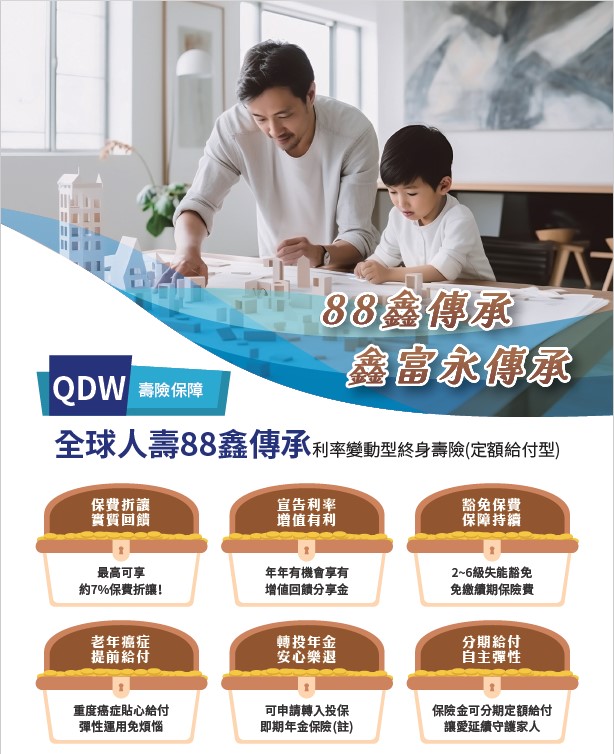 88鑫傳承
鑫富永傳承
QDW 壽險保障
全球人壽88鑫傳承利率變動型終身壽險(定額給付型)
保費折讓
實質回饋
最高可享
約7%保費折讓!
宣告利率
增值有利
年年有機會享有
增值回饋分享金
豁免保費
保障持續
2~6級失能豁免
免繳續期保險費
老年癌症
提前給付
重度癌症貼心給付
彈性運用免煩惱
轉投年金
安心樂退
可申請轉入投保
即期年金保險(註)
分期給付
自主彈性
保險金可分期定額給付
讓愛延續守護家人